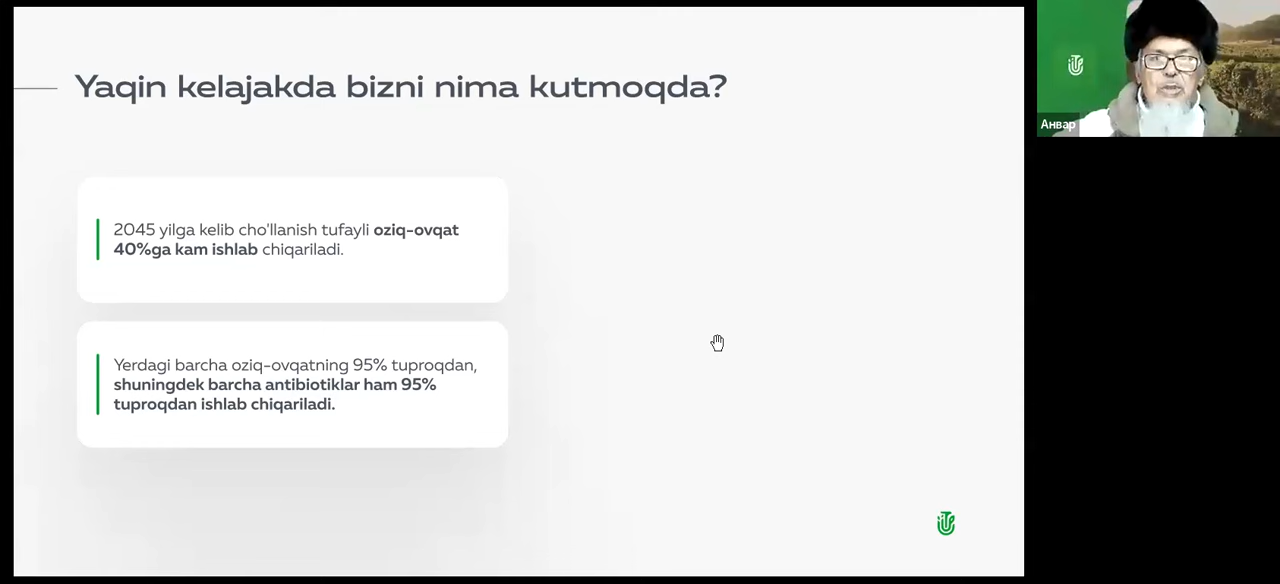 Yaqin kelajakda bizni nima kutmoqda?
2045 yilga kelib cho'llanish tufayli oziq-ovqat
40%ga kam ishlab chiqariladi.
Yerdagi barcha oziq-ovqatning 95% tuproqdan,
shuningdek barcha antibiotiklar ham 95%
tuproqdan ishlab chiqariladi.
Анвар